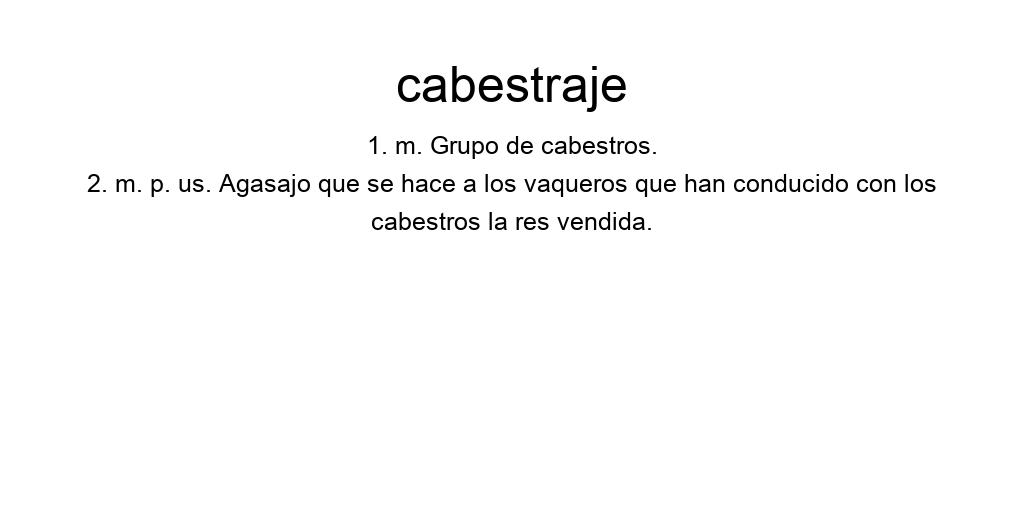 cabestraje
1. m. Grupo de cabestros.
2. m. p. us. Agasajo que se hace a los vaqueros que han conducido con los
cabestros la res vendida.